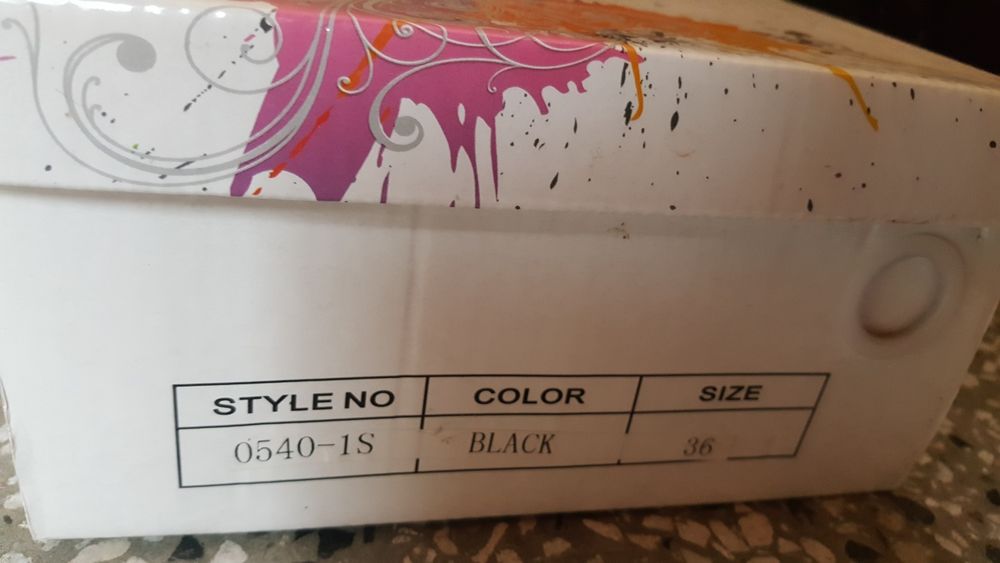 STYLE NO COLOR SIZE
0540-1S BLACK 36